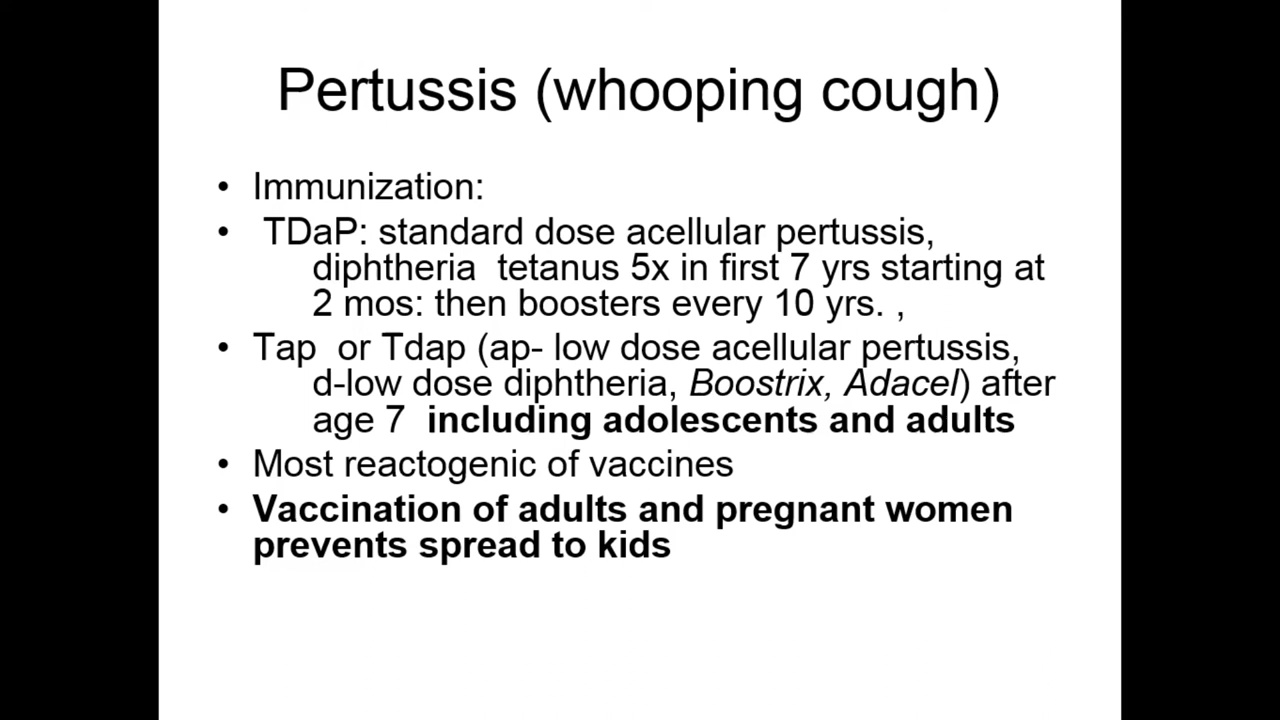 Pertussis (whooping cough)
• Immunization:
• TDaP: standard dose acellular pertussis,
diphtheria tetanus 5x in first 7 yrs starting at
2 mos: then boosters every 10 yrs. ,
• Tap or Tdap (ap- low dose acellular pertussis,
d-low dose diphtheria, Boostrix, Adacel) after
age 7 including adolescents and adults
• Most reactogenic of vaccines
• Vaccination of adults and pregnant women
prevents spread to kids